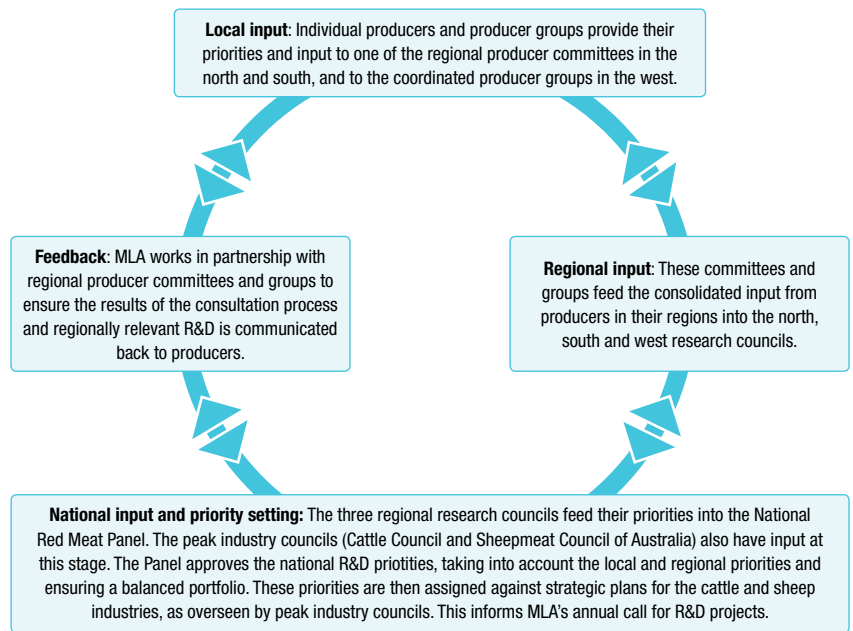 Local input: Individual producers and producer groups provide their
priorities and input to one of the regional producer committees in the
north and south, and to the coordinated producer groups in the west.
Feedback: MLA works in partnership with
regional producer committees and groups to
ensure the results of the consultation process
and regionally relevant R&D is communicated
back to producers.
Regional input: These committees and
groups feed the consolidated input from
producers in their regions into the north,
south and west research councils.
National input and priority setting: The three regional research councils feed their priorities into the National
Red Meat Panel. The peak industry councils (Cattle Council and Sheepmeat Council of Australia) also have input at
this stage. The Panel approves the national R&D priotities, taking into account the local and regional priorities and
ensuring a balanced portfolio. These priorities are then assigned against strategic plans for the cattle and sheep
industries, as overseen by peak industry councils. This informs MLA's annual call for R&D projects.